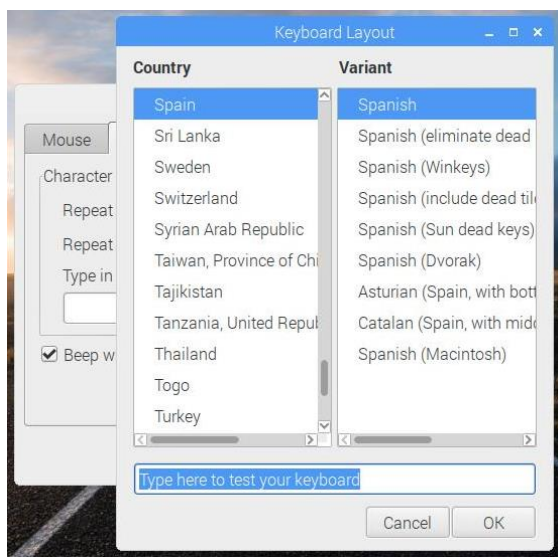 Keyboard Layout
Country
Variant
Spain
Sri Lanka
Sweden
Switzerland
Syrian Arab Republic
Taiwan, Province of Chi
Tajikistan
Tanzania, United Repub
Thailand
Togo
Turkey
Spanish
Spanish (eliminate dead
Spanish (Winkeys)
Spanish (include dead tild
Spanish (Sun dead keys)
Spanish (Dvorak)
Asturian (Spain, with bott
Catalan (Spain, with midd
Spanish (Macintosh)
Type here to test your keyboard
Cancel
OK
Mouse
Character
Repeat
Repeat
Type in
Beep w